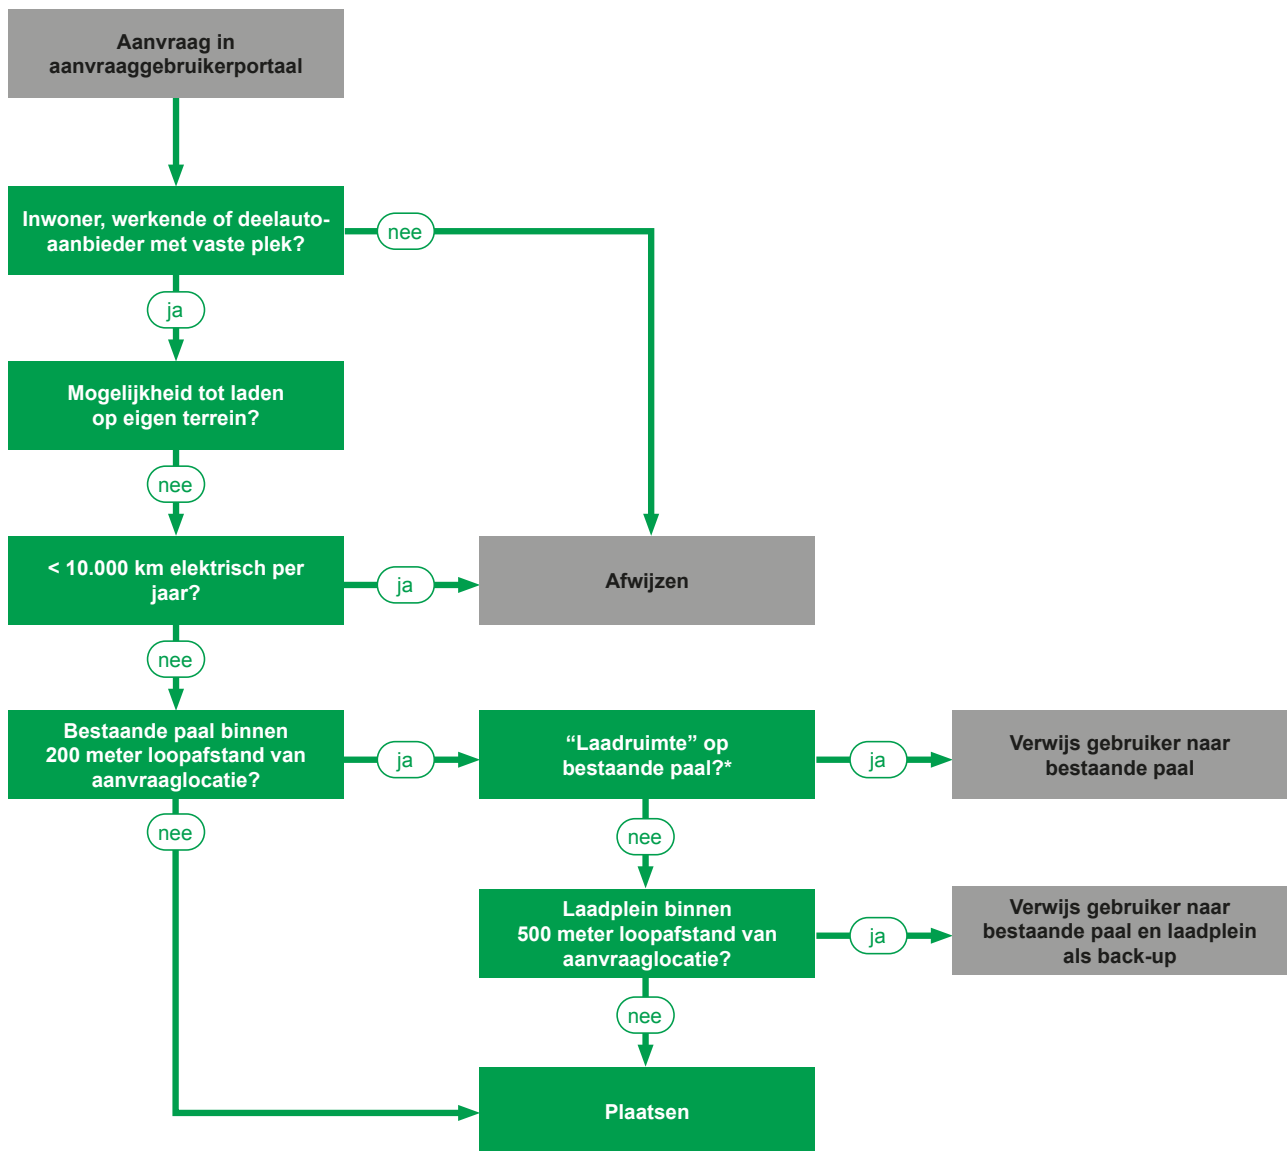 Aanvraag in
aanvraaggebruikerportaal
Inwoner, werkende of deelauto-
aanbieder met vaste plek?
nee
ja
Mogelijkheid tot laden
op eigen terrein?
nee
< 10.000 km elektrisch per
jaar?
ja
Afwijzen
nee
Bestaande paal binnen
200 meter loopafstand van
aanvraaglocatie?
ja
“Laadruimte” op
bestaande paal?*
ja
Verwijs gebruiker naar
bestaande paal
nee
nee
Laadplein binnen
500 meter loopafstand van
aanvraaglocatie?
ja
Verwijs gebruiker naar
bestaande paal en laadplein
als back-up
nee
Plaatsen